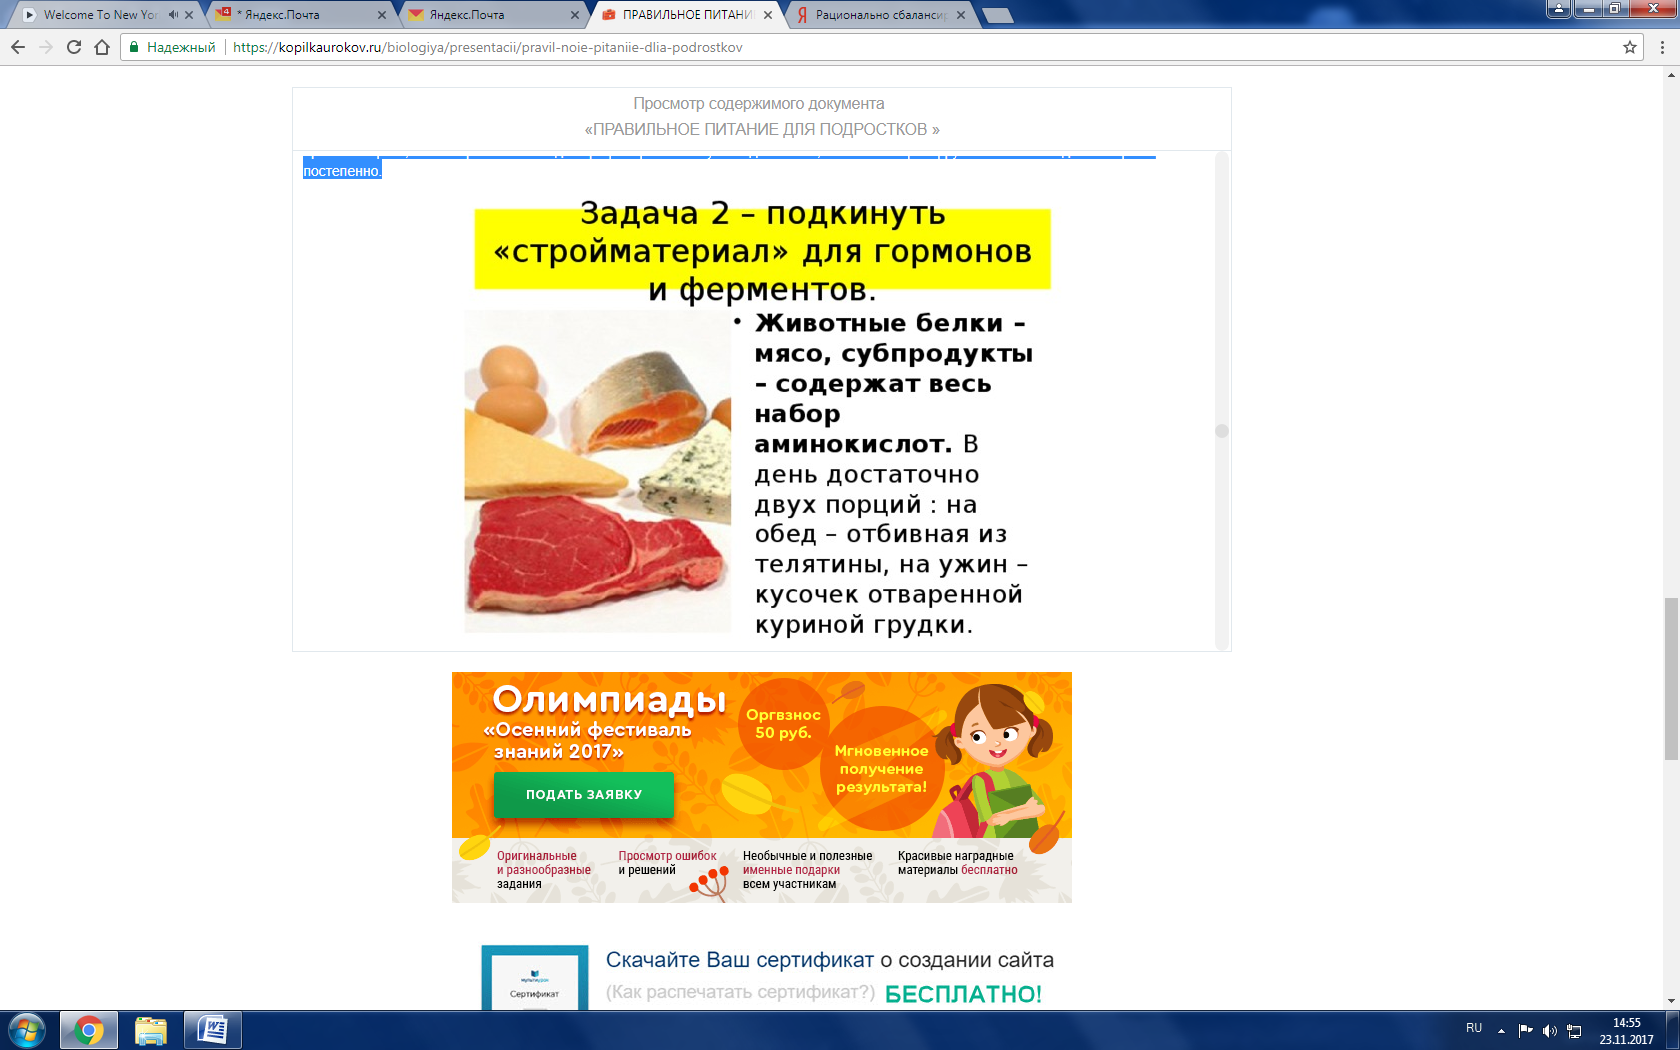 Welcome To New Yor
* Яндекс.Почта
4
Яндекс.Почта
ПРАВИЛЬНОЕ ПИТАНИ
Рационально сбалансир
Надежный
https://kopilkaurokov.ru/biologiya/presentacii/pravil-noie-pitaniie-dlia-podrostkov
Просмотр содержимого документа
«ПРАВИЛЬНОЕ ПИТАНИЕ ДЛЯ ПОДРОСТКОВ »
постепенно.
Задача 2 – подкинуть
«стройматериал» для гормонов
и ферментов.
• Животные белки –
мясо, субпродукты
– содержат весь
набор
аминокислот. В
день достаточно
двух порций : на
обед – отбивная из
телятины, на ужин –
кусочек отваренной
куриной грудки.
Олимпиады
«Осенний фестиваль
знаний 2017»
ПОДАТЬ ЗАЯВКУ
Оргвзнос
50 руб.
Мгновенное
получение
результата!
Оригинальные
и разнообразные
задания
Просмотр ошибок
и решений
Необычные и полезные
именные подарки
всем участникам
Красивые наградные
материалы бесплатно
Сертификат
Скачайте Ваш сертификат о создании сайта
(Как распечатать сертификат?) БЕСПЛАТНО!
RU
14:55
23.11.2017